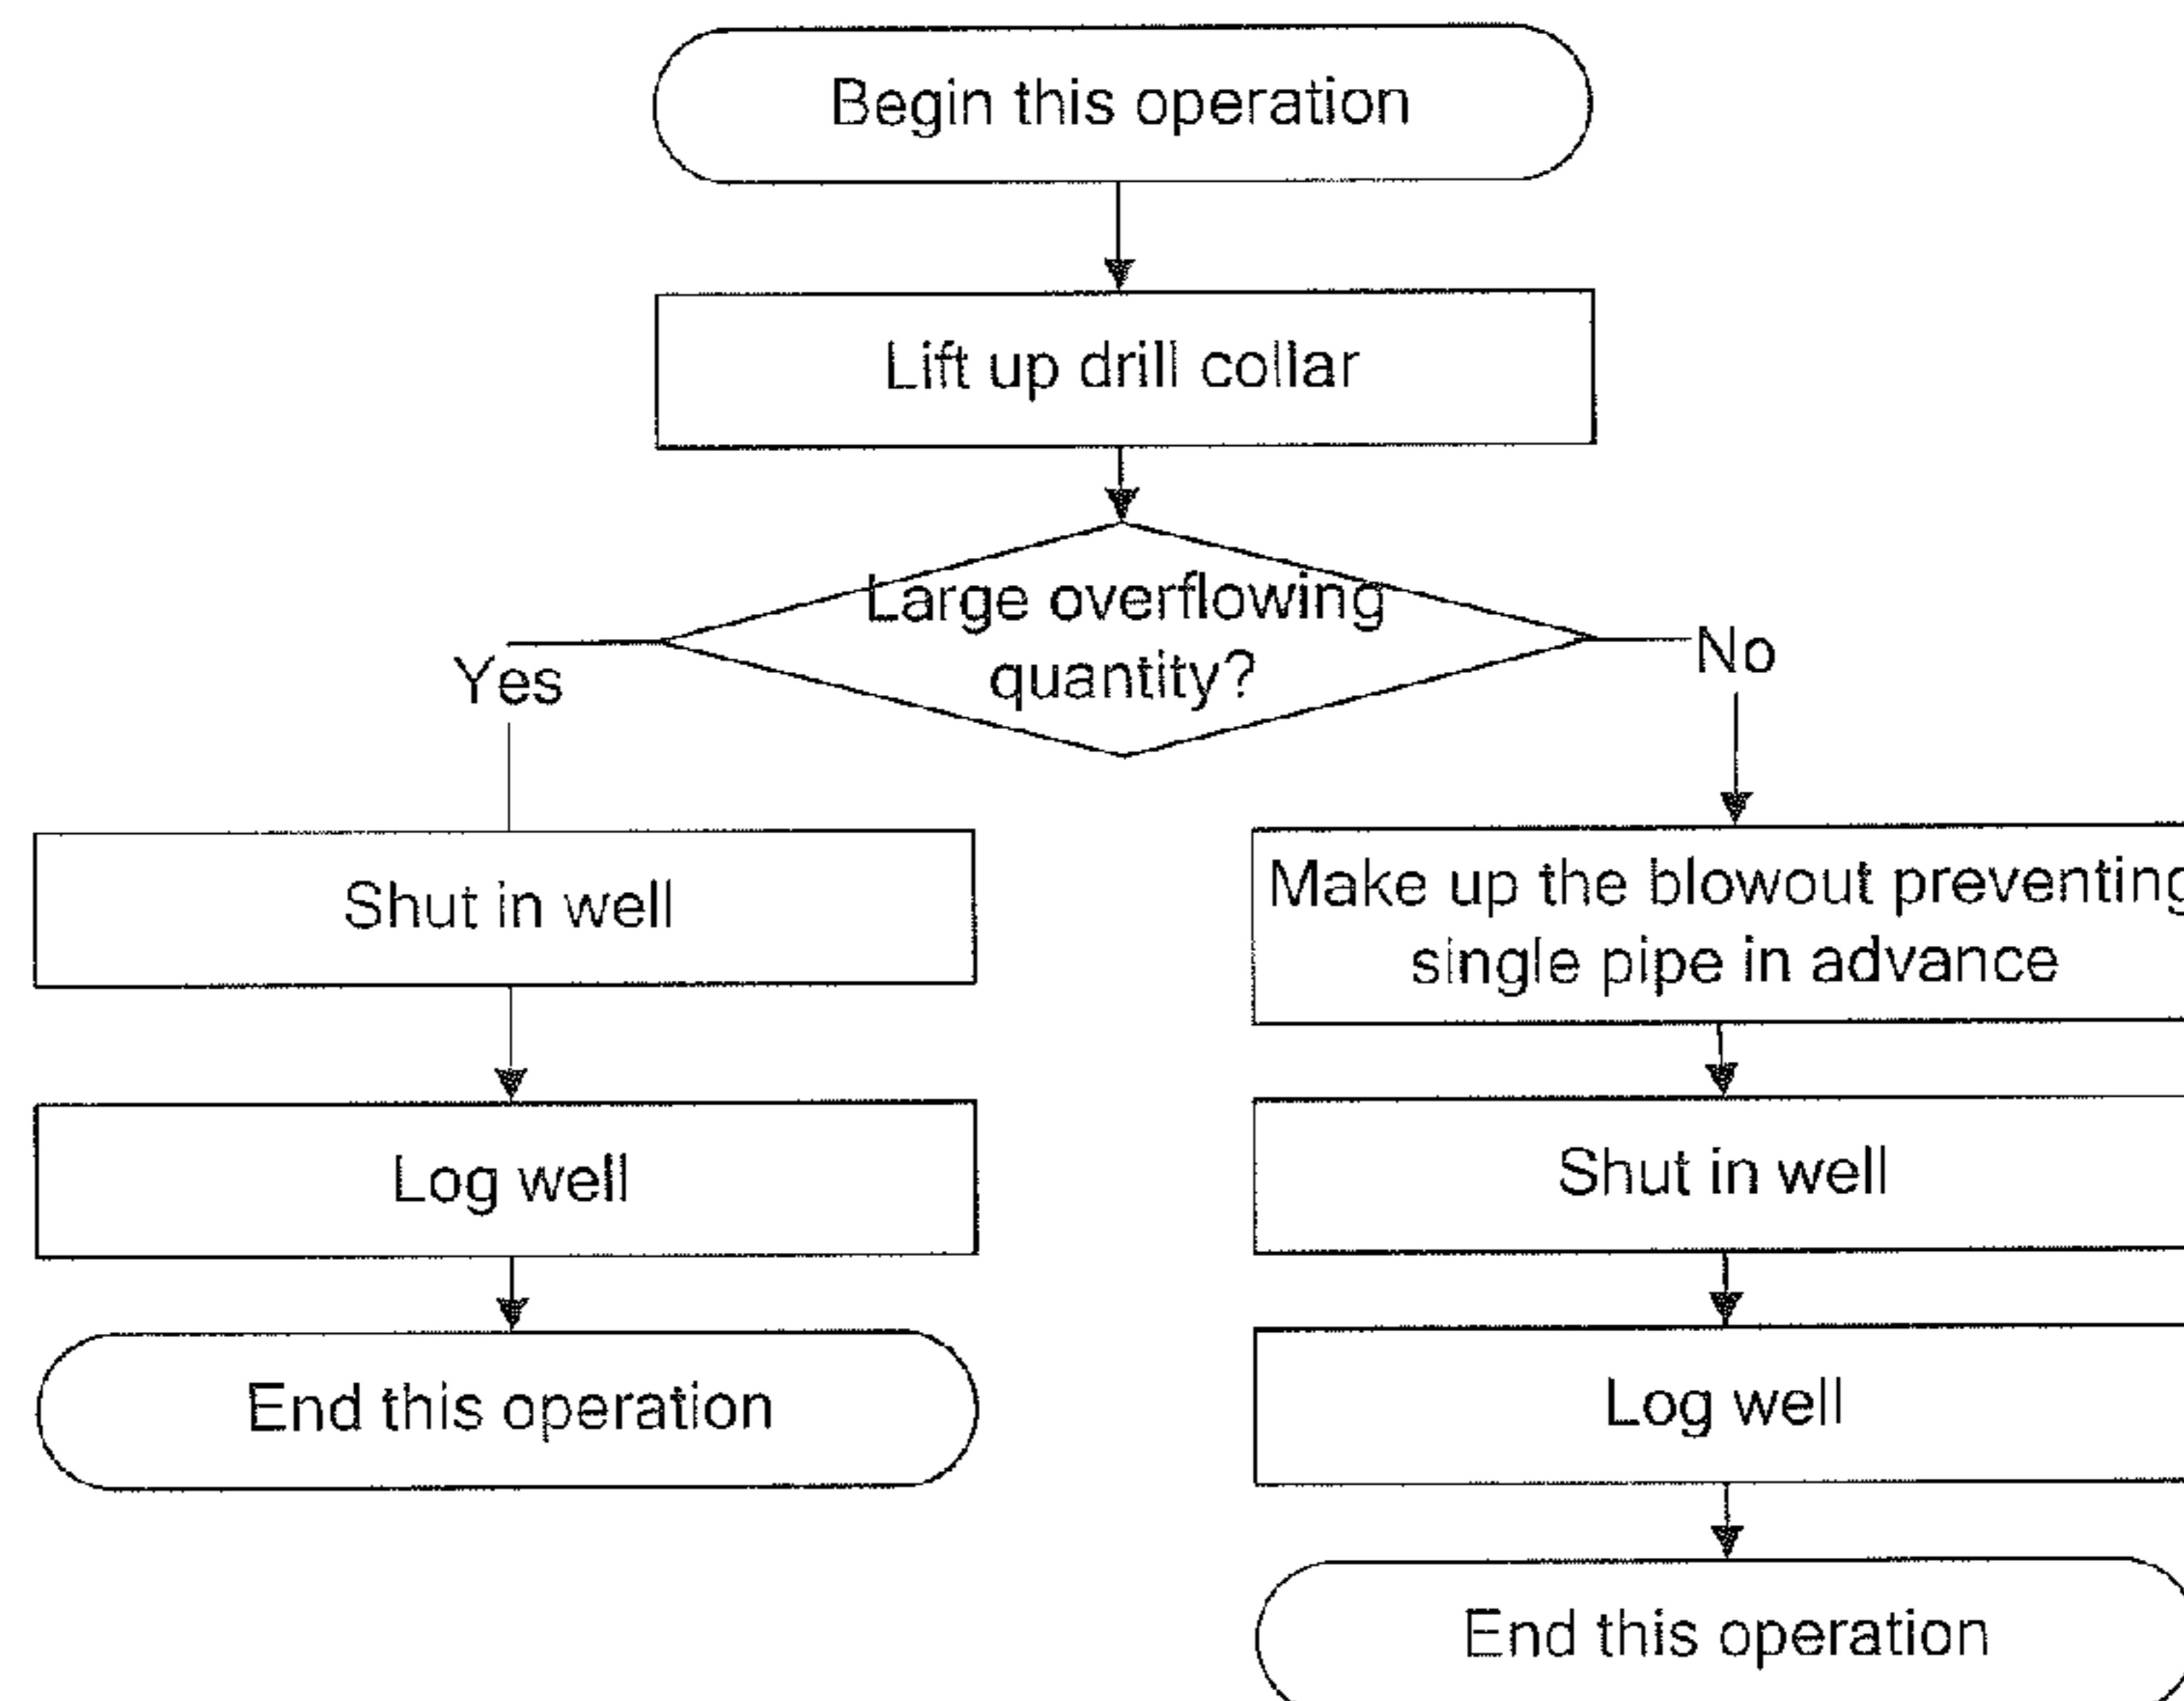 Begin this operation
Lift up drill collar
Large overflowing
quantity?
Yes
No
Shut in well
Log well
End this operation
Make up the blowout preventing
single pipe in advance
Shut in well
Log well
End this operation